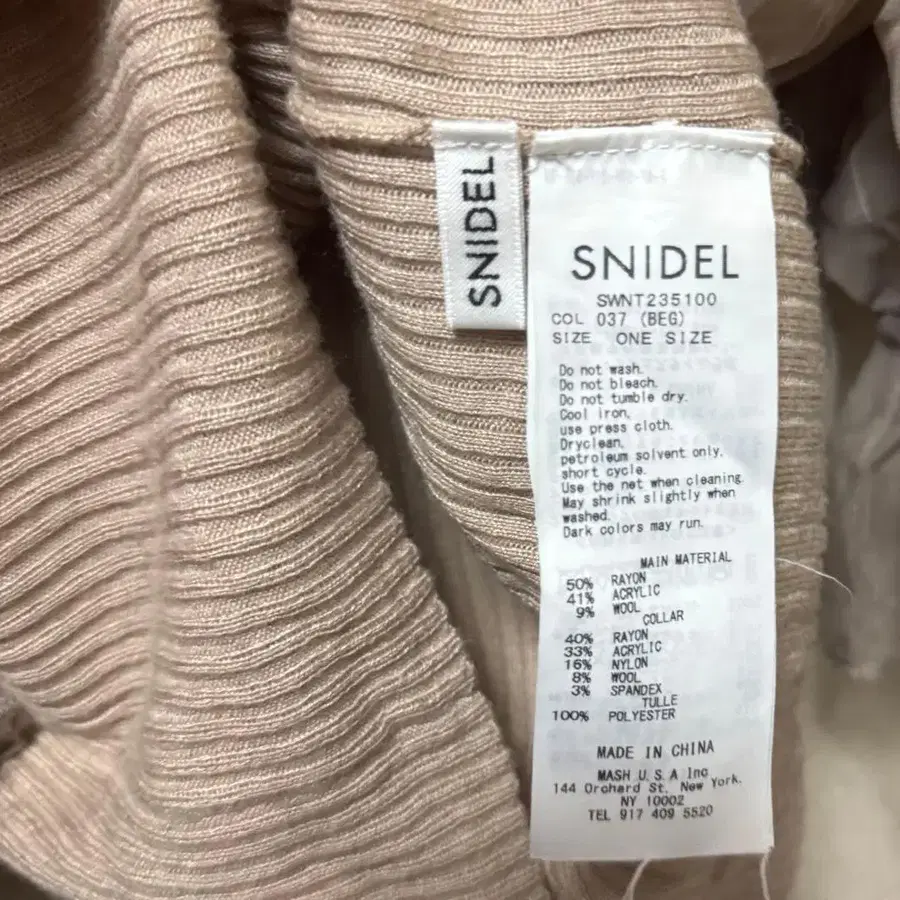 SNIDEL
SNIDEL
SWNT235100
COL 037 (BEG)
SIZE ONE SIZE
Do not wash.
Do not bleach.
Do not tumble dry.
Cool iron.
use press cloth.
Dryclean.
petroleum solvent only.
short cycle.
Use the net when cleaning.
May shrink slightly when
washed.
Dark colors may run.
MAIN MATERIAL
50% RAYON
41% ACRYLIC
9% WOOL
COLLAR
40% RAYON
33% ACRYLIC
16% NYLON
8% WOOL
3% SPANDEX
TULLE
100% POLYESTER
MADE IN CHINA
MASH U.S.A Inc
144 Orchard St. New York.
NY 10002
TEL 917 409 5520